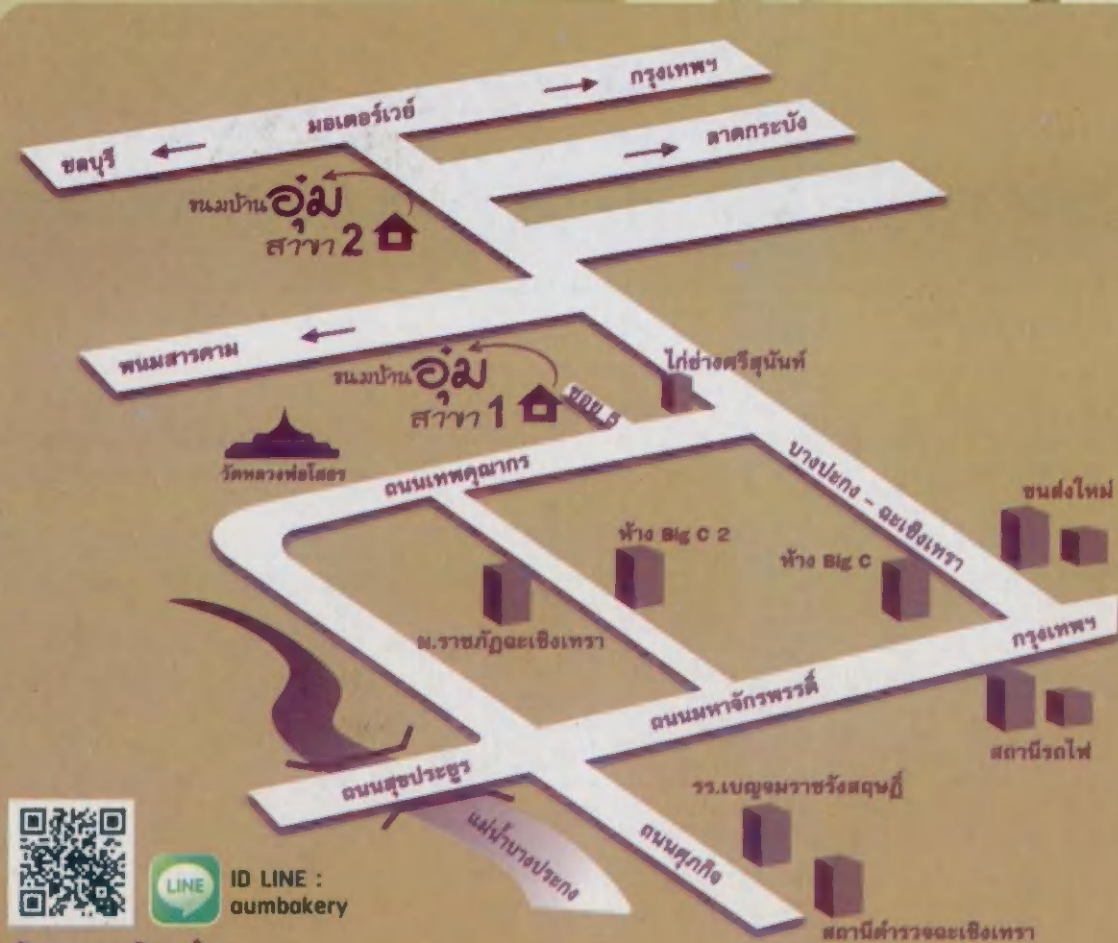 กรุงเทพฯ
มอเตอร์เวย์
ชลบุรี
ลาดกระบัง
ขนมบ้าน อุ๋ม
สาขา 2
พนมสารคาม
ขนมบ้าน อุ๋ม
สาขา 1
ซอย 5
ไก่ย่างศรีสุนันท์
วัดหลวงพ่อโสธร
ถนนเทพคุณากร
บางปะกง - ฉะเชิงเทรา
ขนส่งใหม่
ห้าง Big C 2
ห้าง Big C
ม.ราชภัฏฉะเชิงเทรา
กรุงเทพฯ
ถนนมหาจักรพรรดิ์
สถานีรถไฟ
ถนนสุขประยูร
รร.เบญจมราชรังสฤษฎิ์
แม่น้ำบางประกง
ถนนศุภกิจ
สถานีตำรวจฉะเชิงเทรา
LINE
ID LINE :
aumbakery